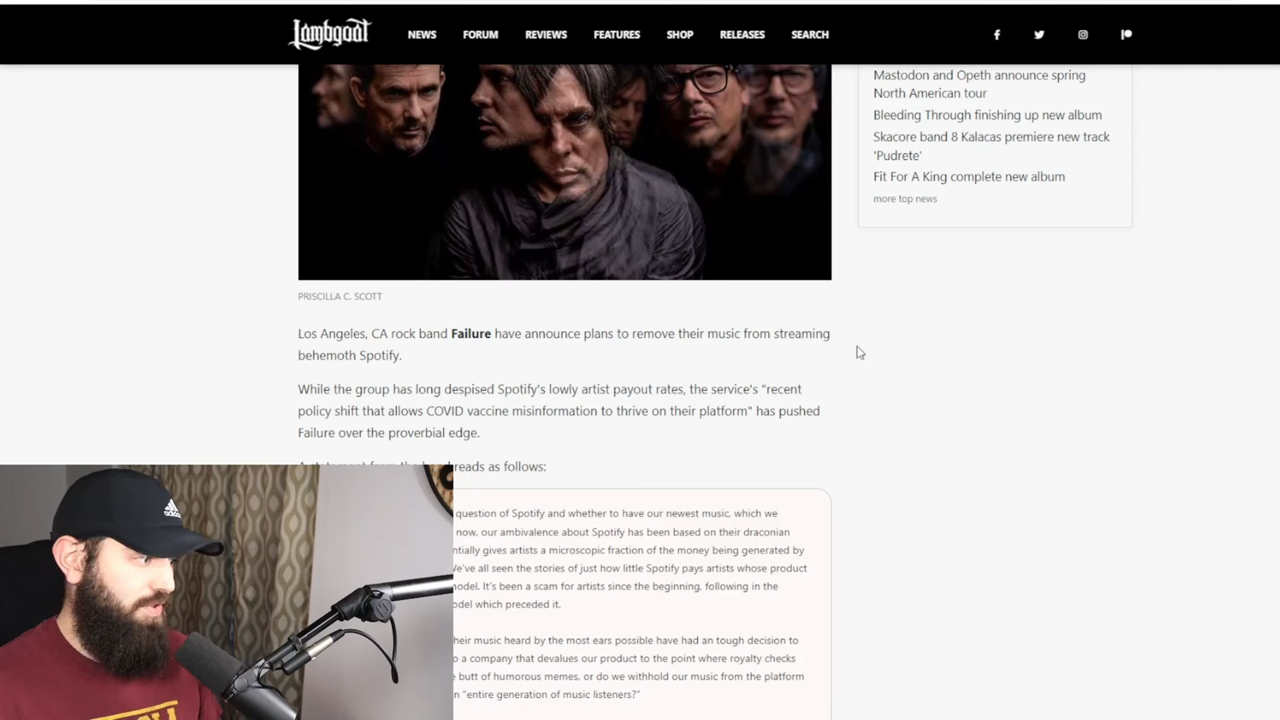 Lambgoat
NEWS
FORUM
REVIEWS
FEATURES
SHOP
RELEASES
SEARCH
Mastodon and Opeth announce spring
North American tour
Bleeding Through finishing up new album
Skacore band 8 Kalacas premiere new track
'Pudrete'
Fit For A King complete new album
more top news
PRISCILLA C. SCOTT
Los Angeles, CA rock band Failure have announce plans to remove their music from streaming
behemoth Spotify.
While the group has long despised Spotify's lowly artist payout rates, the service's "recent
policy shift that allows COVID vaccine misinformation to thrive on their platform" has pushed
Failure over the proverbial edge.
reads as follows:
question of Spotify and whether to have our newest music, which we
now, our ambivalence about Spotify has been based on their draconian
ntially gives artists a microscopic fraction of the money being generated by
We've all seen the stories of just how little Spotify pays artists whose product
model. It's been a scam for artists since the beginning, following in the
odel which preceded it.
heir music heard by the most ears possible have had an tough decision to
o a company that devalues our product to the point where royalty checks
butt of humorous memes, or do we withhold our music from the platform
n "entire generation of music listeners?"
adidas